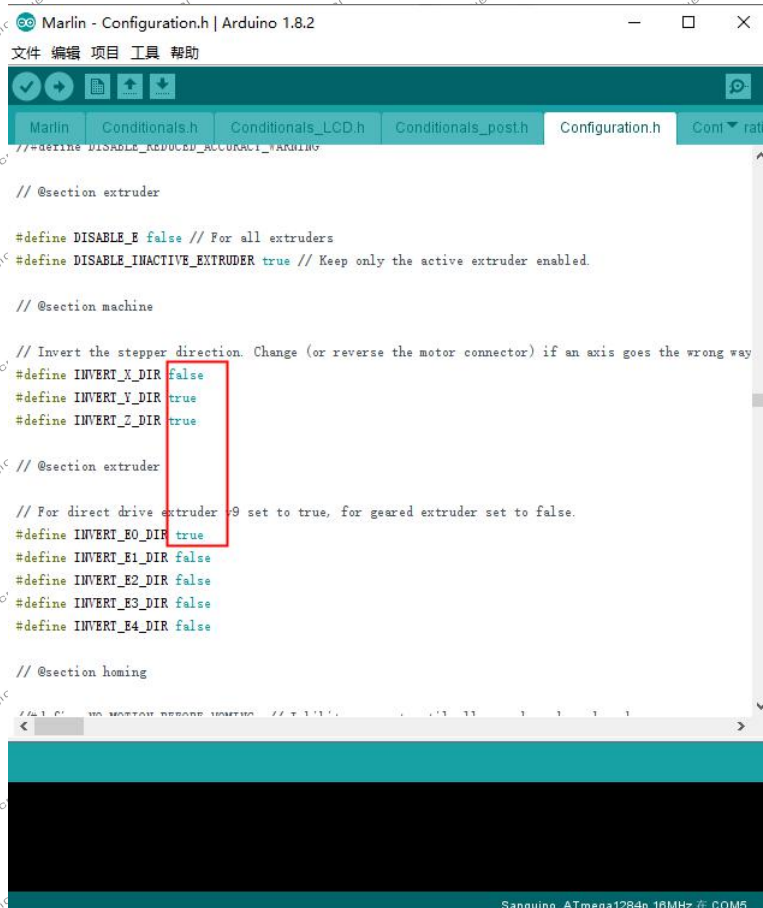 Marlin - Configuration.h | Arduino 1.8.2
文件 编辑 项目 工具 帮助
Marlin Conditionals.h Conditionals_LCD.h Conditionals_post.h Configuration.h Conf rati
//#define DISABLE_REDUCED_ACCURACY_WARNING
// @section extruder
#define DISABLE_E false // For all extruders
#define DISABLE_INACTIVE_EXTRUDER true // Keep only the active extruder enabled.
// @section machine
// Invert the stepper direction. Change (or reverse the motor connector) if an axis goes the wrong way
#define INVERT_X_DIR false
#define INVERT_Y_DIR true
#define INVERT_Z_DIR true
// @section extruder
// For direct drive extruder v9 set to true, for geared extruder set to false.
#define INVERT_E0_DIR true
#define INVERT_E1_DIR false
#define INVERT_E2_DIR false
#define INVERT_E3_DIR false
#define INVERT_E4_DIR false
// @section homing
Sanguino, ATmega1284p 16MHz 在 COM5